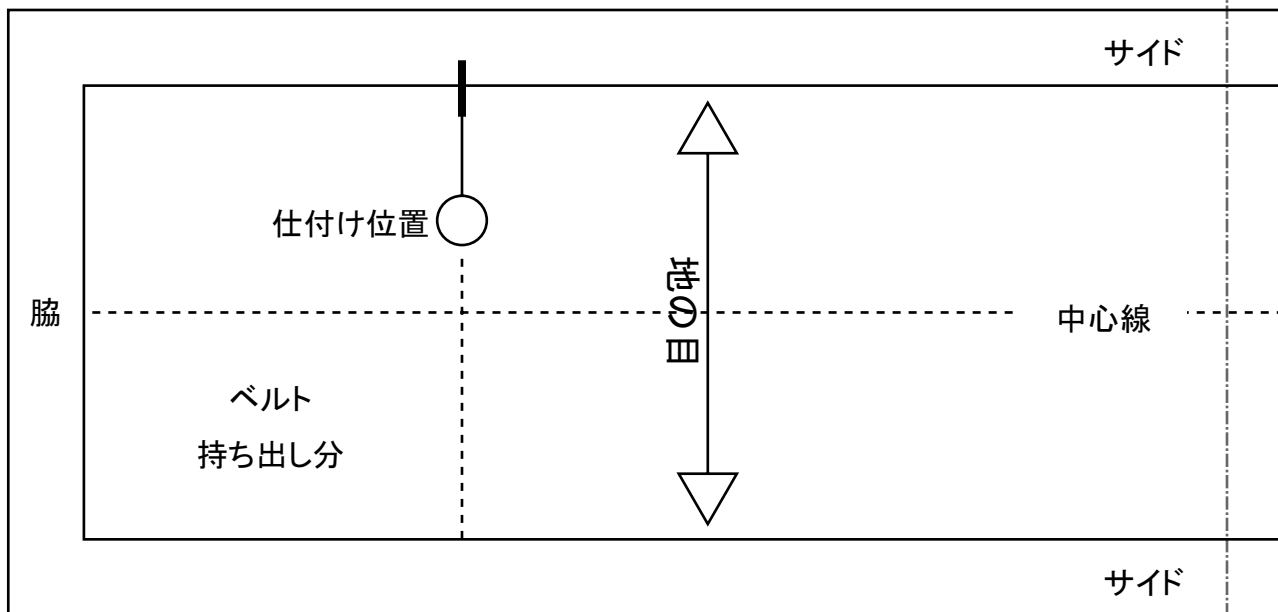 サイド
仕付け位置
地の目
脇
中心線
ベルト
持ち出し分
サイド